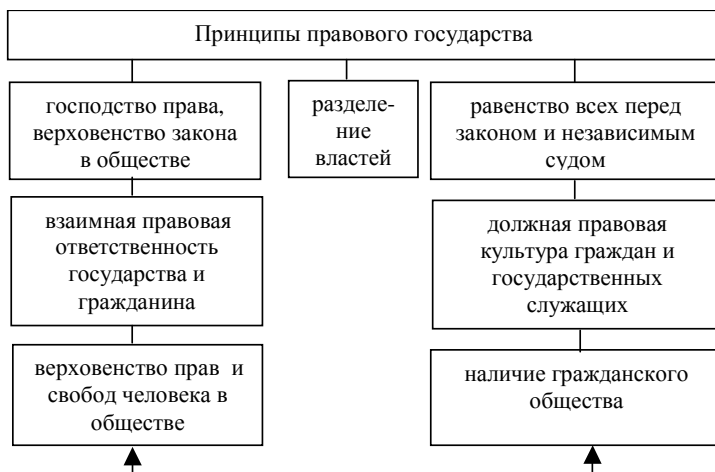 Принципы правового государства
господство права,
верховенство закона
в обществе
разделе-
ние
властей
равенство всех перед
законом и независимым
судом
взаимная правовая
ответственность
государства и
гражданина
должная правовая
культура граждан и
государственных
служащих
верховенство прав и
свобод человека в
обществе
наличие гражданского
общества